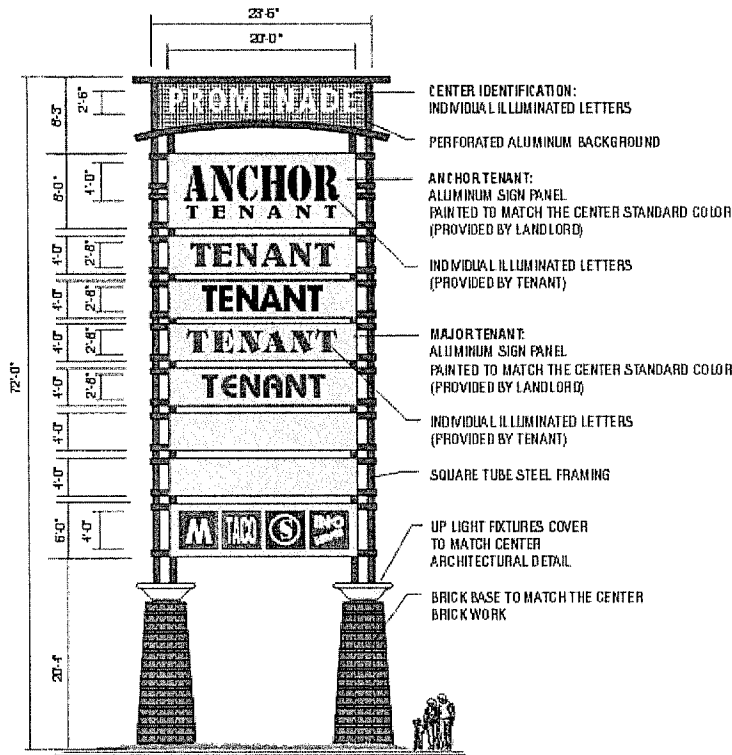 23'-6"
20'-0"
PROMENADE
CENTER IDENTIFICATION:
INDIVIDUAL ILLUMINATED LETTERS
PERFORATED ALUMINUM BACKGROUND
8'-3"
2'-6"
ANCHOR
TENANT
ANCHOR TENANT:
ALUMINUM SIGN PANEL
PAINTED TO MATCH THE CENTER STANDARD COLOR
(PROVIDED BY LANDLORD)
8'-0"
4'-0"
TENANT
INDIVIDUAL ILLUMINATED LETTERS
(PROVIDED BY TENANT)
4'-0"
2'-8"
TENANT
4'-0"
2'-8"
TENANT
MAJOR TENANT:
ALUMINUM SIGN PANEL
PAINTED TO MATCH THE CENTER STANDARD COLOR
(PROVIDED BY LANDLORD)
4'-0"
2'-8"
TENANT
4'-0"
2'-8"
72'-0"
INDIVIDUAL ILLUMINATED LETTERS
(PROVIDED BY TENANT)
4'-0"
SQUARE TUBE STEEL FRAMING
4'-0"
M
TACO
S
6'-0"
4'-0"
UP LIGHT FIXTURES COVER
TO MATCH CENTER
ARCHITECTURAL DETAIL
BRICK BASE TO MATCH THE CENTER
BRICK WORK
20'-4"